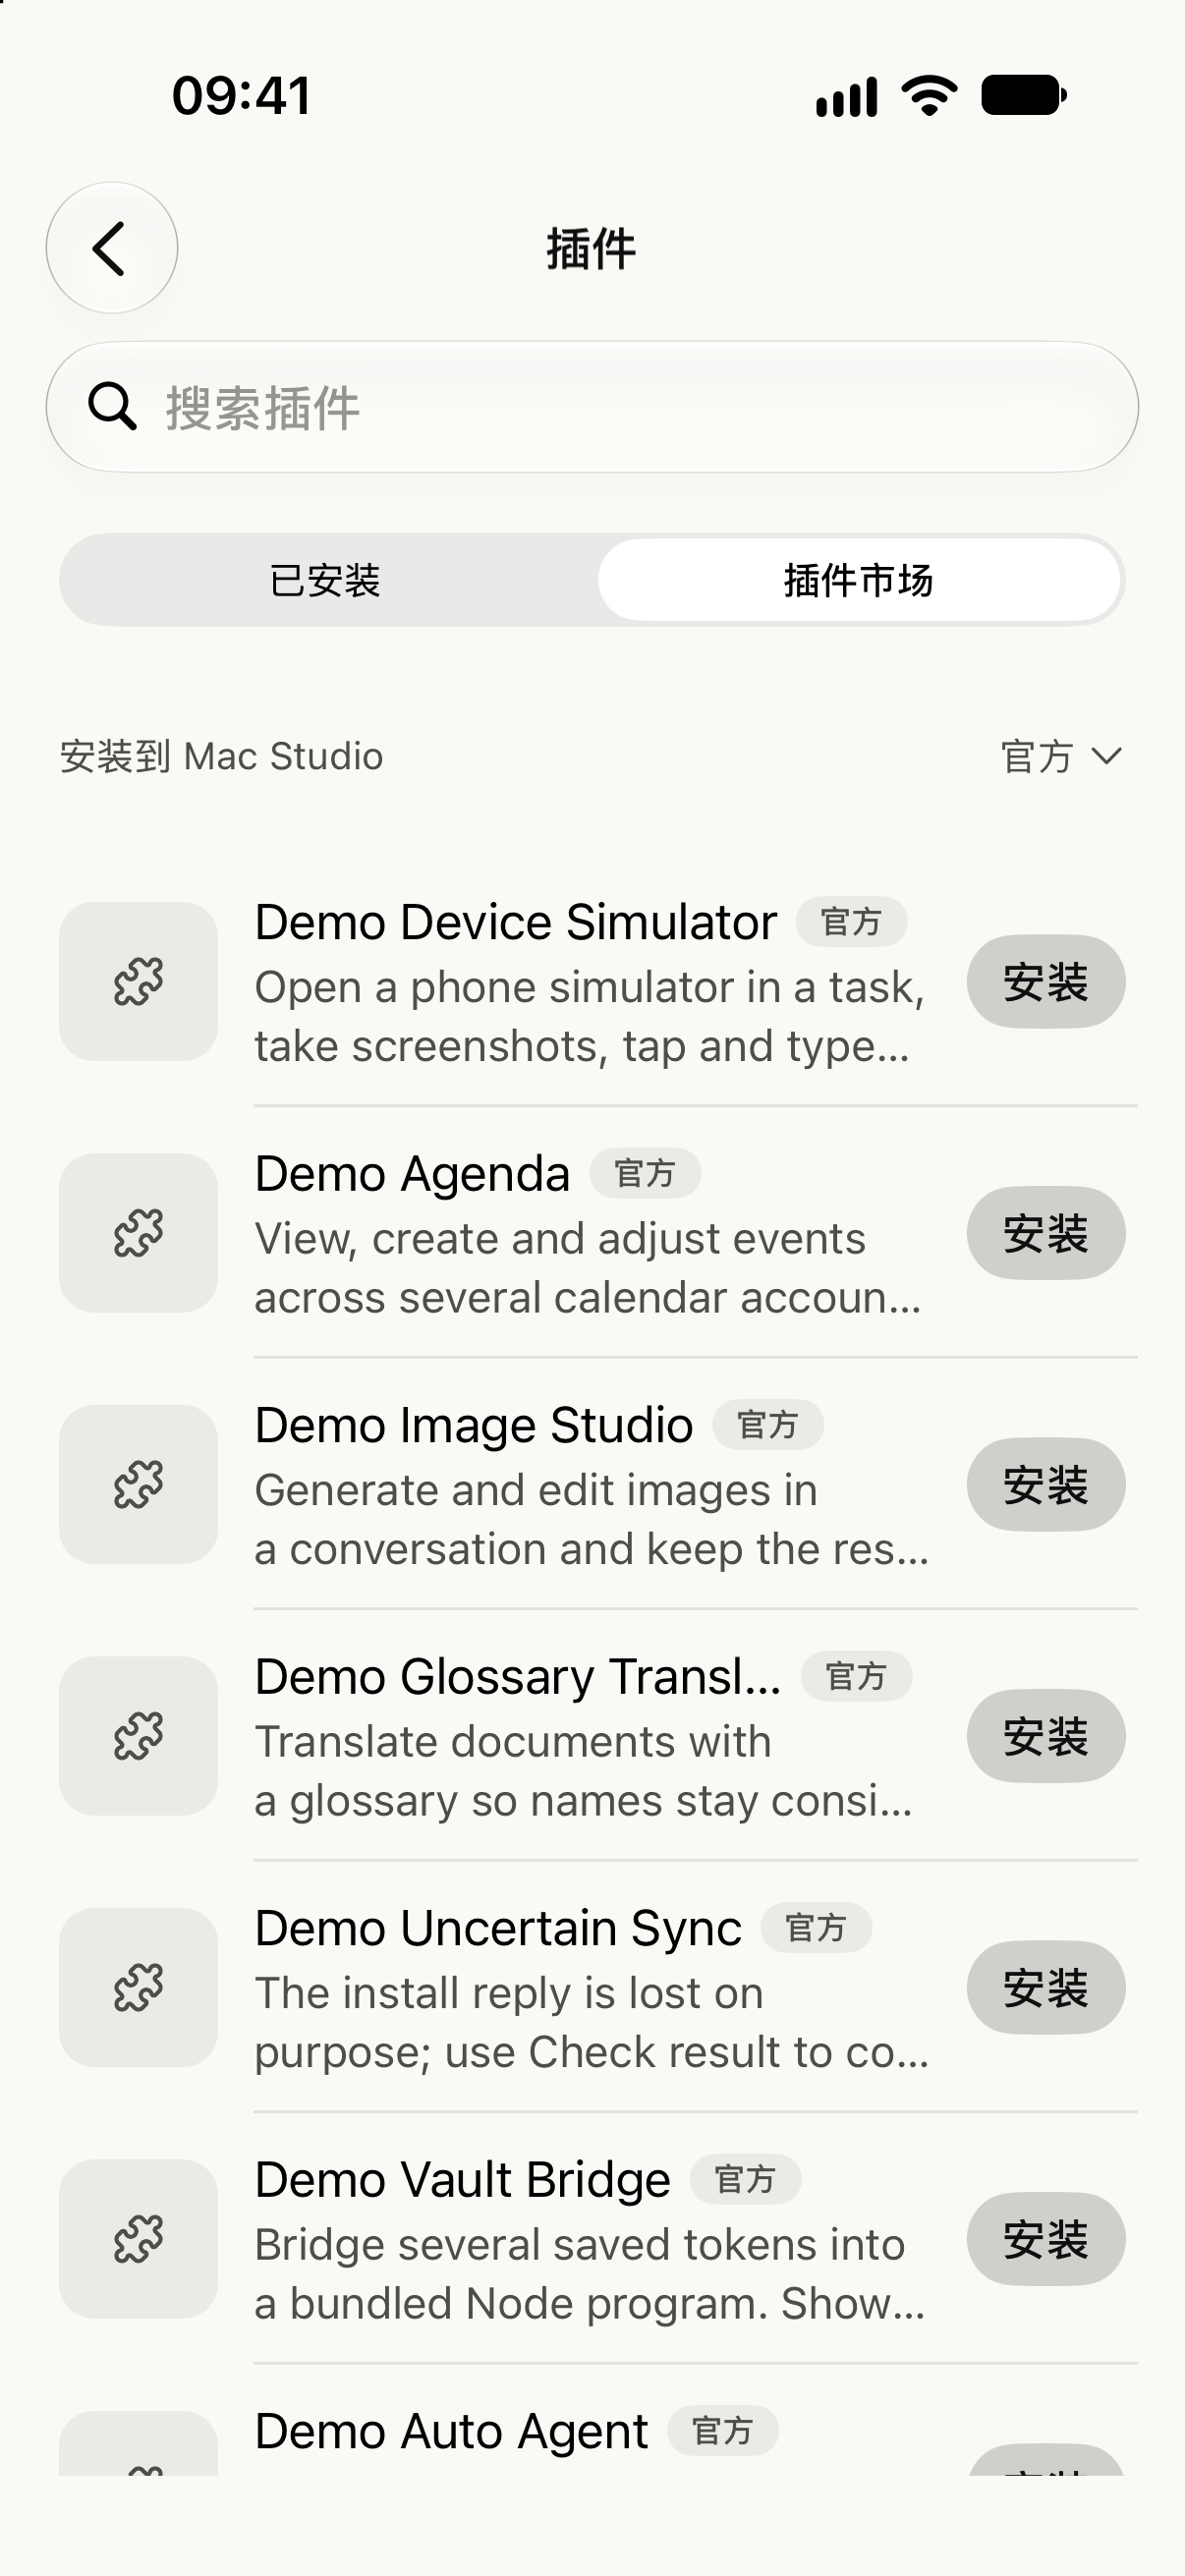 09:41
插件
搜索插件
已安装
插件市场
安装到 Mac Studio
官方
Demo Device Simulator 官方
Open a phone simulator in a task,
take screenshots, tap and type...
安装
Demo Agenda 官方
View, create and adjust events
across several calendar accoun...
安装
Demo Image Studio 官方
Generate and edit images in
a conversation and keep the res...
安装
Demo Glossary Transl... 官方
Translate documents with
a glossary so names stay consi...
安装
Demo Uncertain Sync 官方
The install reply is lost on
purpose; use Check result to co...
安装
Demo Vault Bridge 官方
Bridge several saved tokens into
a bundled Node program. Show...
安装
Demo Auto Agent 官方